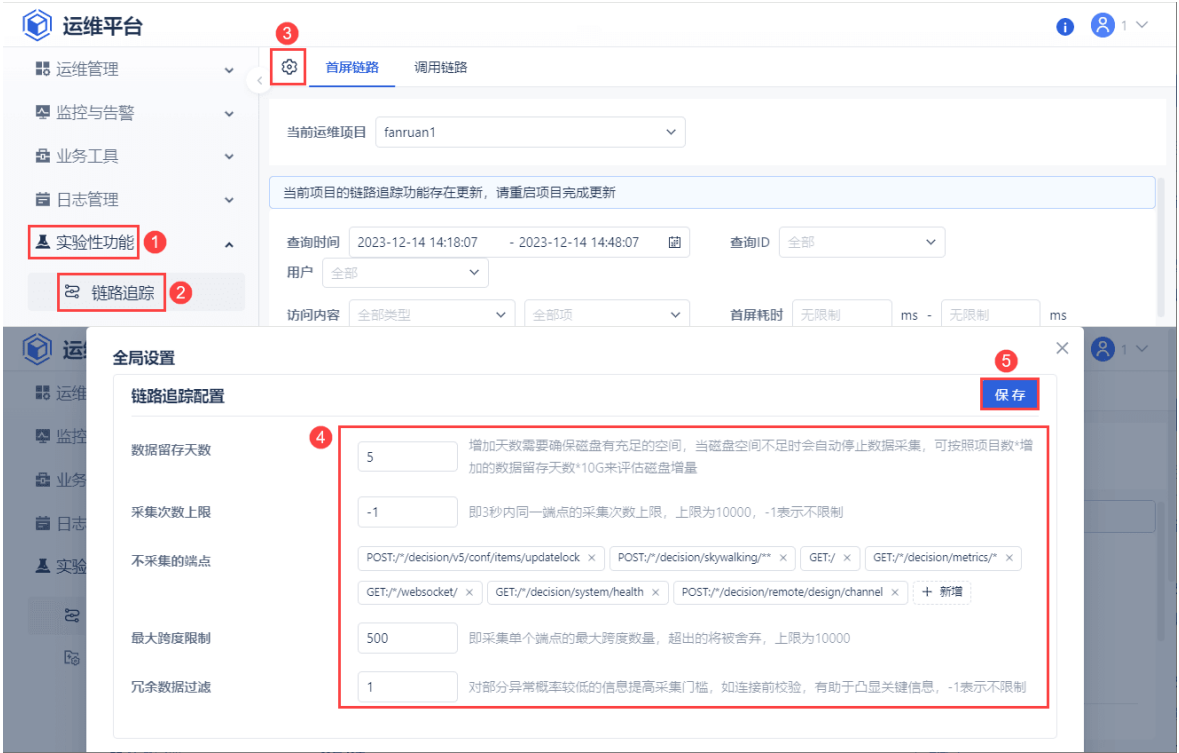 运维平台
1
3
运维管理
首屏链路 调用链路
监控与告警
当前运维项目 fanruan1
业务工具
日志管理
当前项目的链路追踪功能存在更新，请重启项目完成更新
实验性功能 1
查询时间 2023-12-14 14:18:07 - 2023-12-14 14:48:07 查询ID 全部
用户 全部
链路追踪 2
访问内容 全部类型 全部项 首屏耗时 无限制 ms - 无限制 ms
运
1
全局设置
5
运维
链路追踪配置
保存
监控
4
数据留存天数 5 增加天数需要确保磁盘有充足的空间，当磁盘空间不足时会自动停止数据采集，可按照项目数*增
加的数据留存天数*10G来评估磁盘增量
业务
采集次数上限 -1 即3秒内同一端点的采集次数上限，上限为10000，-1表示不限制
日志
不采集的端点 POST:/*/decision/v5/conf/items/updatelock × POST:/*/decision/skywalking/** × GET:/ × GET:/*/decision/metrics/* ×
实验
GET:/*/websocket/ × GET:/*/decision/system/health × POST:/*/decision/remote/design/channel × + 新增
最大跨度限制 500 即采集单个端点的最大跨度数量，超出的将被舍弃，上限为10000
冗余数据过滤 1 对部分异常概率较低的信息提高采集门槛，如连接前校验，有助于凸显关键信息，-1表示不限制